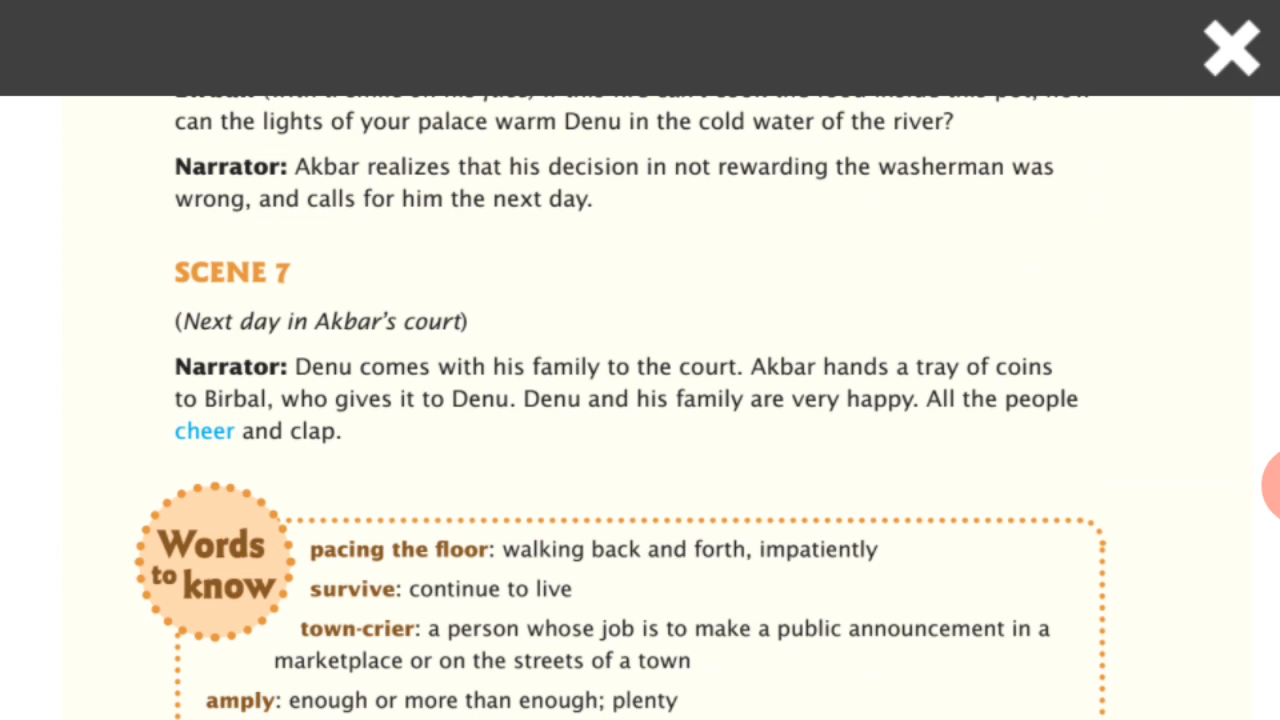 can the lights of your palace warm Denu in the cold water of the river?
Narrator: Akbar realizes that his decision in not rewarding the washerman was
wrong, and calls for him the next day.
SCENE 7
(Next day in Akbar's court)
Narrator: Denu comes with his family to the court. Akbar hands a tray of coins
to Birbal, who gives it to Denu. Denu and his family are very happy. All the people
cheer and clap.
Words
to know
pacing the floor: walking back and forth, impatiently
survive: continue to live
town-crier: a person whose job is to make a public announcement in a
marketplace or on the streets of a town
amply: enough or more than enough; plenty